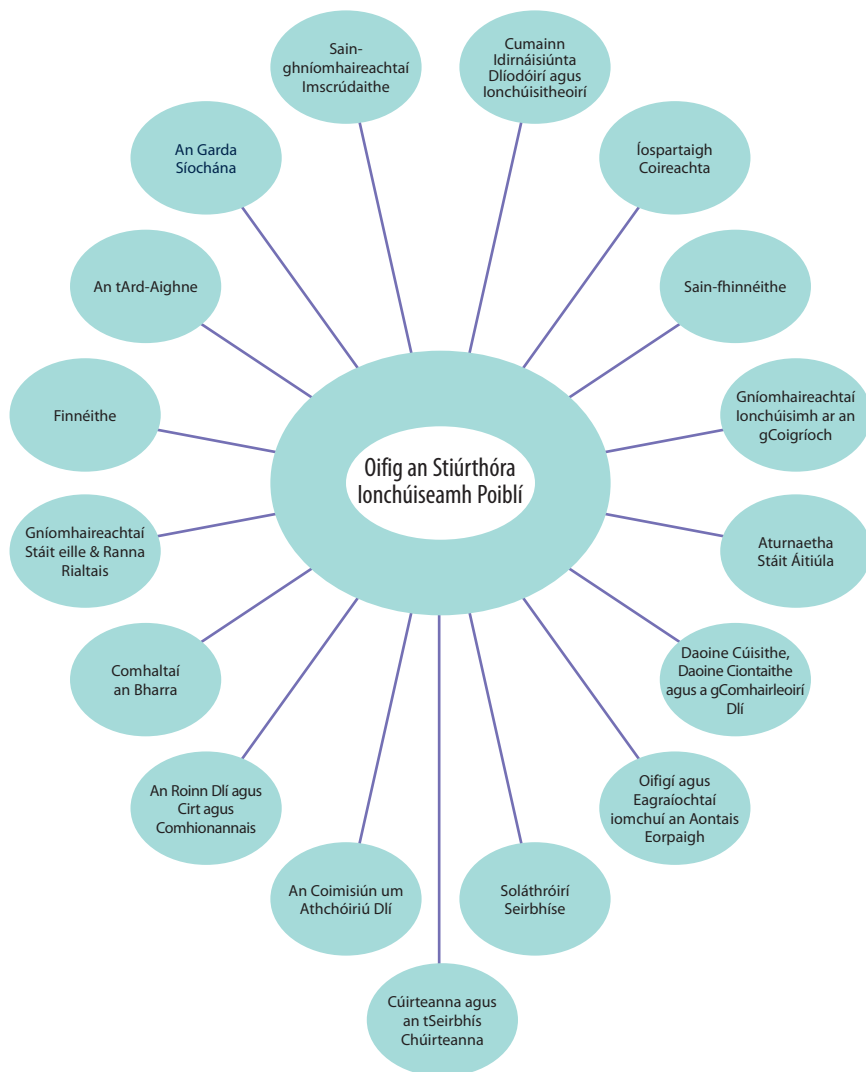 Sain-
ghníomhaireachtaí
Imscrúdaithe
Cumainn
Idirnáisiúnta
Dlíodóirí agus
Ionchúisitheoirí
An Garda
Síochána
Íospartaigh
Coireachta
An tArd-Aighne
Sain-fhinnéithe
Finnéithe
Gníomhaireachtaí
Ionchúisimh ar an
gCoigríoch
Oifig an Stiúrthóra
Ionchúiseamh Poiblí
Gníomhaireachtaí
Stáit eille & Ranna
Rialtais
Aturnaetha
Stáit Áitiúla
Comhaltaí
an Bharra
Daoine Cúisithe,
Daoine Ciontaithe
agus a gComhairleoirí
Dlí
An Roinn Dlí agus
Cirt agus
Comhionannais
Oifigí agus
Eagraíochtaí
iomchuí an Aontais
Eorpaigh
An Coimisiún um
Athchóiriú Dlí
Soláthróirí
Seirbhíse
Cúirteanna agus
an tSeirbhís
Chúirteanna